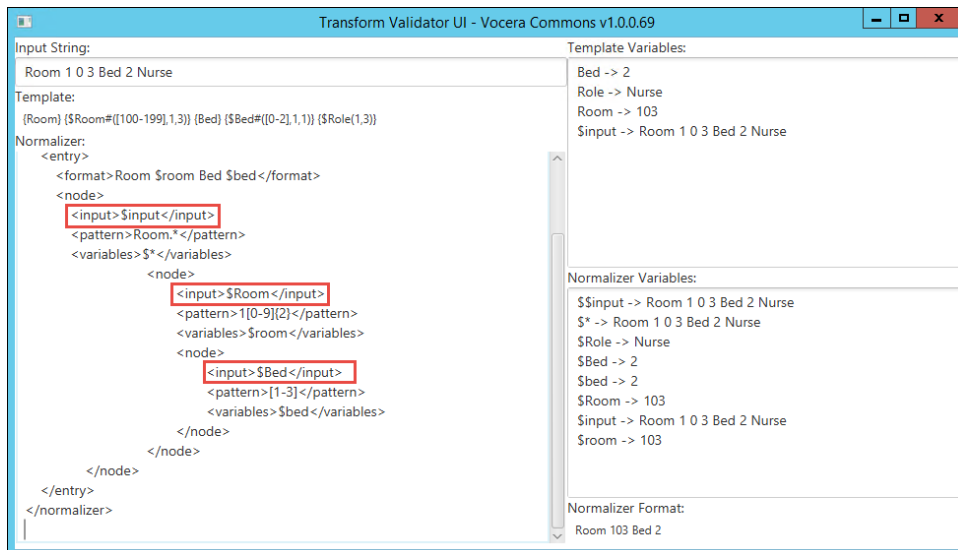 Transform Validator UI - Vocera Commons v1.0.0.69
Input String:
Room 1 0 3 Bed 2 Nurse
Template:
{Room} {$Room#([100-199],1,3)} {Bed} {$Bed#([0-2],1,1)} {$Role(1,3)}
Normalizer:
<entry>
<format>Room $room Bed $bed</format>
<node>
<input>$input</input>
<pattern>Room.*</pattern>
<variables>$*</variables>
<node>
<input>$Room</input>
<pattern>1[0-9]{2}</pattern>
<variables>$room</variables>
<node>
<input>$Bed</input>
<pattern>[1-3]</pattern>
<variables>$bed</variables>
</node>
</node>
</node>
</entry>
</normalizer>
Template Variables:
Bed -> 2
Role -> Nurse
Room -> 103
$input -> Room 1 0 3 Bed 2 Nurse
Normalizer Variables:
$$input -> Room 1 0 3 Bed 2 Nurse
$* -> Room 1 0 3 Bed 2 Nurse
$Role -> Nurse
$Bed -> 2
$bed -> 2
$Room -> 103
$input -> Room 1 0 3 Bed 2 Nurse
$room -> 103
Normalizer Format:
Room 103 Bed 2